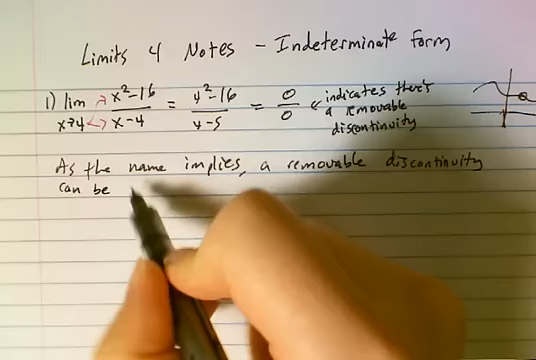 Limits 4 Notes - Indeterminate Form
1) lim x→4 x²-16 / x-4 = 4²-16 / 4-5 = 0/0 ← indicates there's
a removable
discontinuity
As the name implies, a removable discontinuity
can be